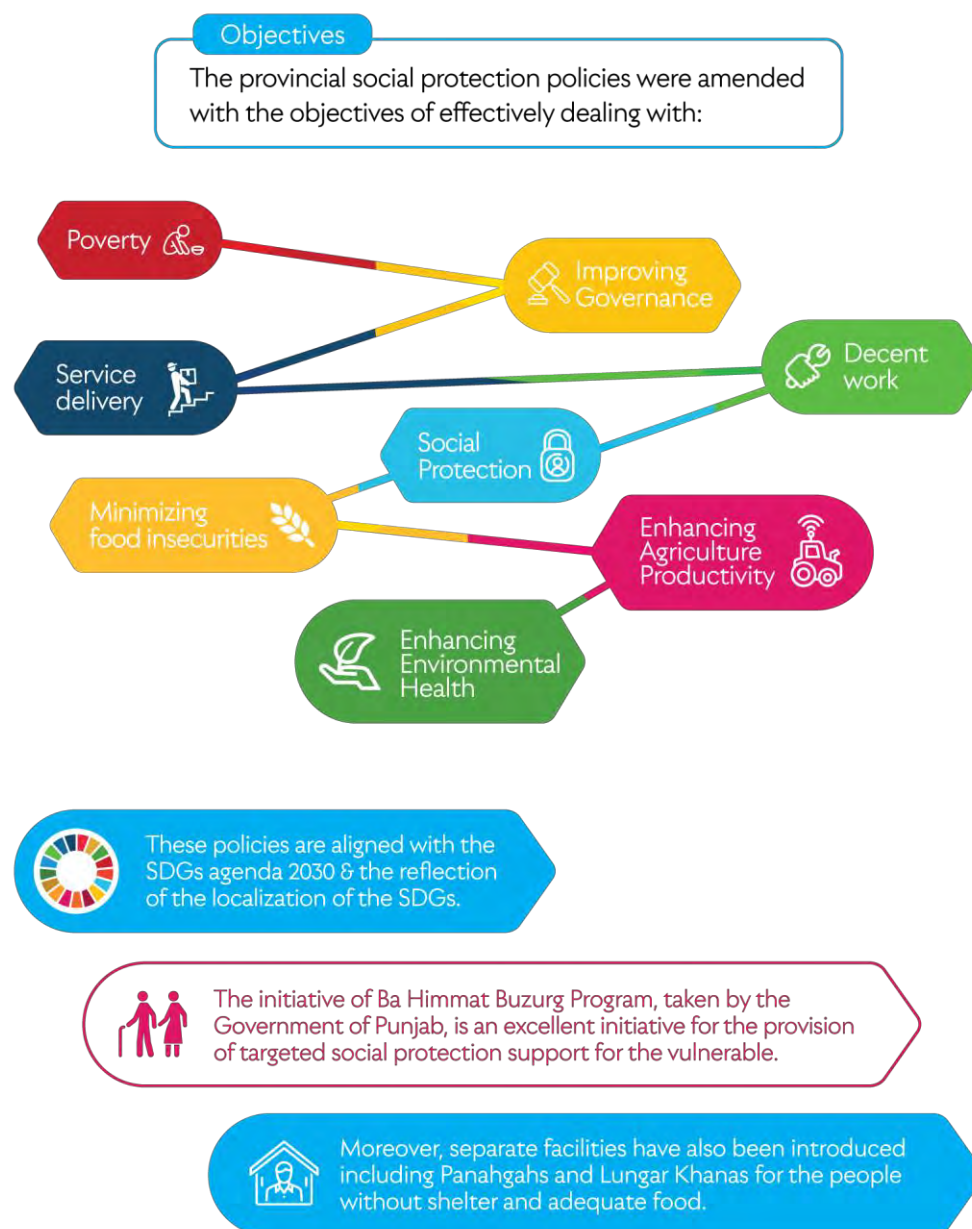 Objectives
The provincial social protection policies were amended
with the objectives of effectively dealing with:
Poverty
Improving
Governance
Service
delivery
Decent
work
Social
Protection
Minimizing
food insecurities
Enhancing
Agriculture
Productivity
Enhancing
Environmental
Health
These policies are aligned with the
SDGs agenda 2030 & the reflection
of the localization of the SDGs.
The initiative of Ba Himmat Buzurg Program, taken by the
Government of Punjab, is an excellent initiative for the provision
of targeted social protection support for the vulnerable.
Moreover, separate facilities have also been introduced
including Panahgahs and Lungar Khanas for the people
without shelter and adequate food.